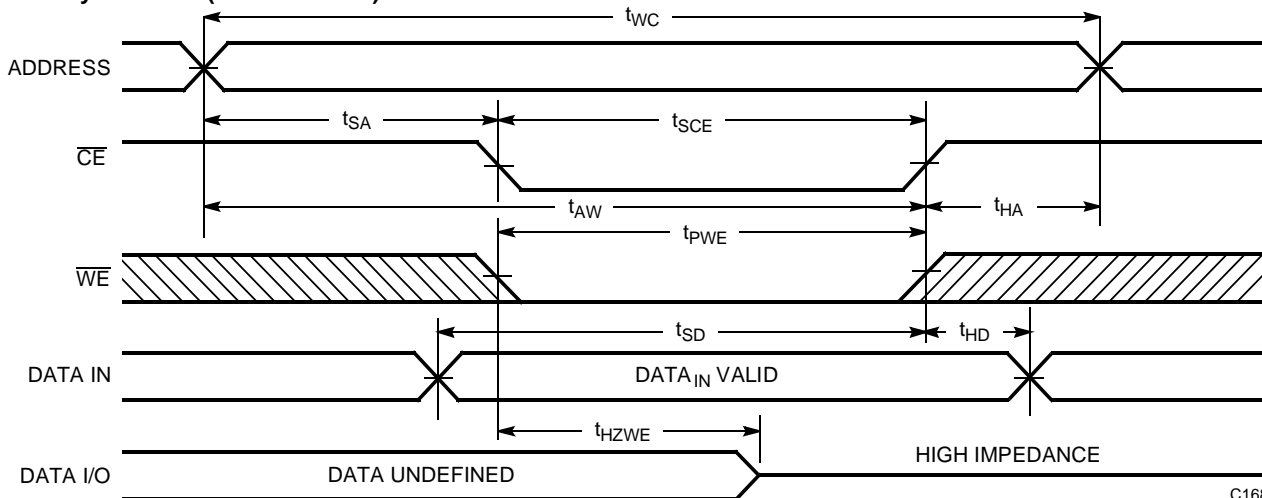 tWC
ADDRESS
tSA
tSCE
CE
tAW
tHA
tPWE
WE
tSD
tHD
DATA IN
DATAIN VALID
tHZWE
HIGH IMPEDANCE
DATA I/O
DATA UNDEFINED
C168